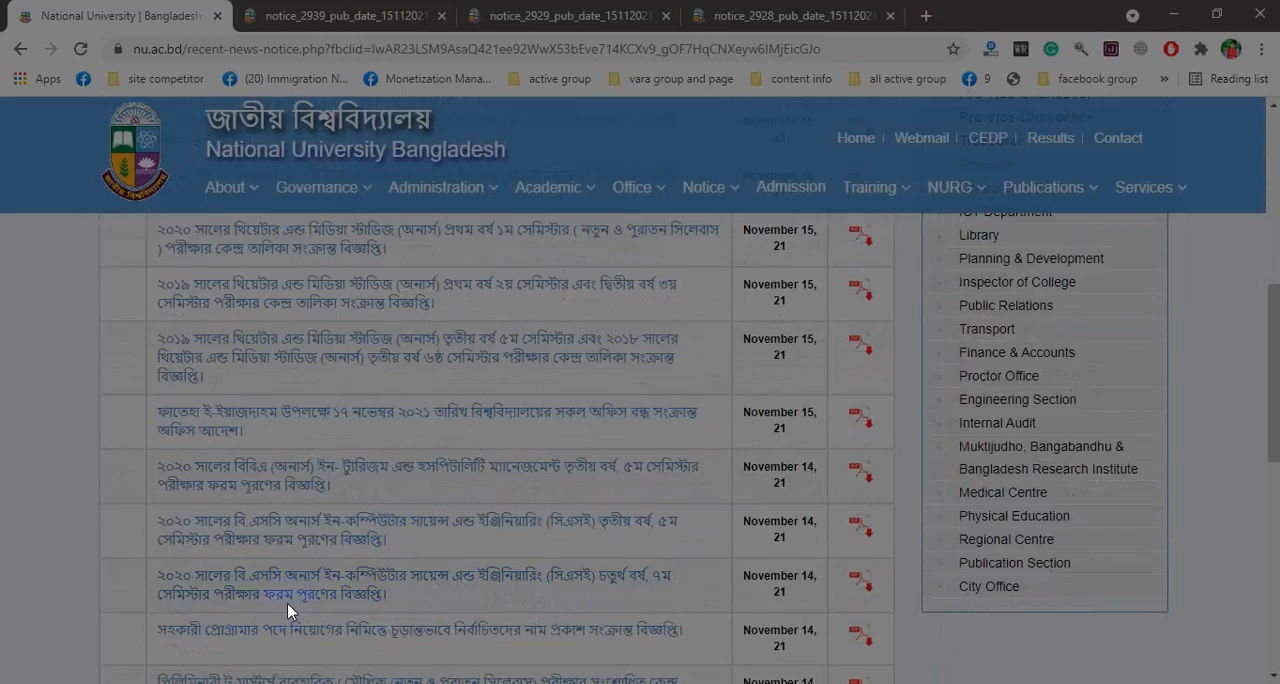 National University | Bangladesh
notice_2939_pub_date_15112021
notice_2929_pub_date_15112021
notice_2928_pub_date_15112021
nu.ac.bd/recent-news-notice.php?fbclid=IwAR23LSM9AsaQ421ee92WwX53bEve714KCXv9_gOF7HqCNXeyw6IMjEicGJo
Apps
site competitor
(20) Immigration N...
Monetization Mana...
active group
vara group and page
content info
all active group
9
facebook group
»
Reading list
জাতীয় বিশ্ববিদ্যালয়
National University Bangladesh
Home | Webmail | CEDP | Results | Contact
About Governance Administration Academic Office Notice Admission Training NURG Publications Services
২০২০ সালের থিয়েটার এন্ড মিডিয়া স্টাডিজ (অনার্স) প্রথম বর্ষ ১ম সেমিস্টার ( নতুন ও পুরাতন সিলেবাস
) পরীক্ষার কেন্দ্র তালিকা সংক্রান্ত বিজ্ঞপ্তি।
November 15,
21
২০১৯ সালের থিয়েটার এন্ড মিডিয়া স্টাডিজ (অনার্স) প্রথম বর্ষ ২য় সেমিস্টার এবং দ্বিতীয় বর্ষ ৩য়
সেমিস্টার পরীক্ষার কেন্দ্র তালিকা সংক্রান্ত বিজ্ঞপ্তি।
November 15,
21
২০১৯ সালের থিয়েটার এন্ড মিডিয়া স্টাডিজ (অনার্স) তৃতীয় বর্ষ ৫ম সেমিস্টার এবং ২০১৮ সালের
থিয়েটার এন্ড মিডিয়া স্টাডিজ (অনার্স) তৃতীয় বর্ষ ৬ষ্ঠ সেমিস্টার পরীক্ষার কেন্দ্র তালিকা সংক্রান্ত
বিজ্ঞপ্তি।
November 15,
21
ফাতেহা ই-ইয়াজদাহম উপলক্ষে ১৭ নভেম্বর ২০২১ তারিখ বিশ্ববিদ্যালয়ের সকল অফিস বন্ধ সংক্রান্ত
অফিস আদেশ।
November 15,
21
২০২০ সালের বিবিএ (অনার্স) ইন- ট্যুরিজম এন্ড হসপিটালিটি ম্যানেজমেন্ট তৃতীয় বর্ষ, ৫ম সেমিস্টার
পরীক্ষার ফরম পূরণের বিজ্ঞপ্তি।
November 14,
21
২০২০ সালের বি.এসসি অনার্স ইন-কম্পিউটার সায়েন্স এন্ড ইঞ্জিনিয়ারিং (সিএসই) তৃতীয় বর্ষ, ৫ম
সেমিস্টার পরীক্ষার ফরম পূরণের বিজ্ঞপ্তি।
November 14,
21
২০২০ সালের বি.এসসি অনার্স ইন-কম্পিউটার সায়েন্স এন্ড ইঞ্জিনিয়ারিং (সিএসই) চতুর্থ বর্ষ, ৭ম
সেমিস্টার পরীক্ষার ফরম পূরণের বিজ্ঞপ্তি।
November 14,
21
সহকারী প্রোগ্রামার পদে নিয়োগের নিমিত্তে চূড়ান্তভাবে নির্বাচিতদের নাম প্রকাশ সংক্রান্ত বিজ্ঞপ্তি।
November 14,
21
Pro Vice-Chancellor
ICT Department
Library
Planning & Development
Inspector of College
Public Relations
Transport
Finance & Accounts
Proctor Office
Engineering Section
Internal Audit
Muktijudho, Bangabandhu &
Bangladesh Research Institute
Medical Centre
Physical Education
Regional Centre
Publication Section
City Office